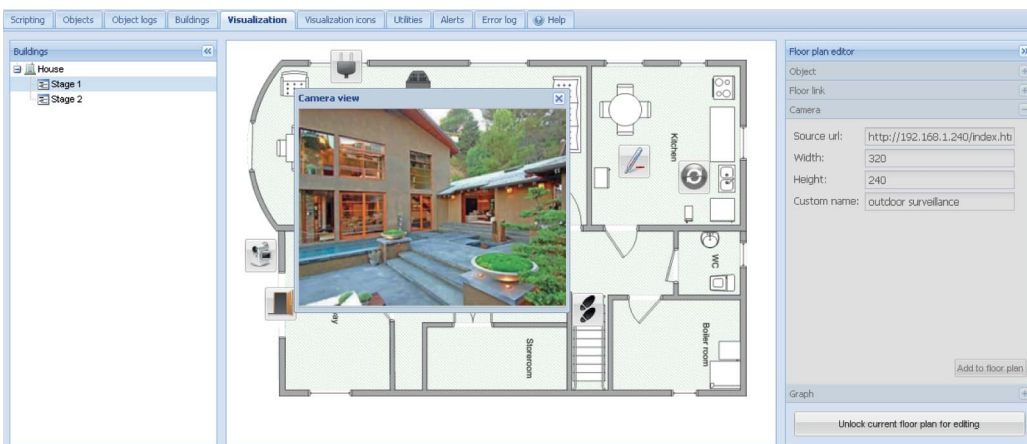 Scripting Objects Object logs Buildings Visualization Visualization icons Utilities Alerts Error log Help
Buildings
House
Stage 1
Stage 2
Camera view
Kitchen
WC
Storeroom
Boiler room
Floor plan editor
Object
Floor link
Camera
Source url: http://192.168.1.240/index.ht
Width: 320
Height: 240
Custom name: outdoor surveillance
Add to floor plan
Graph
Unlock current floor plan for editing